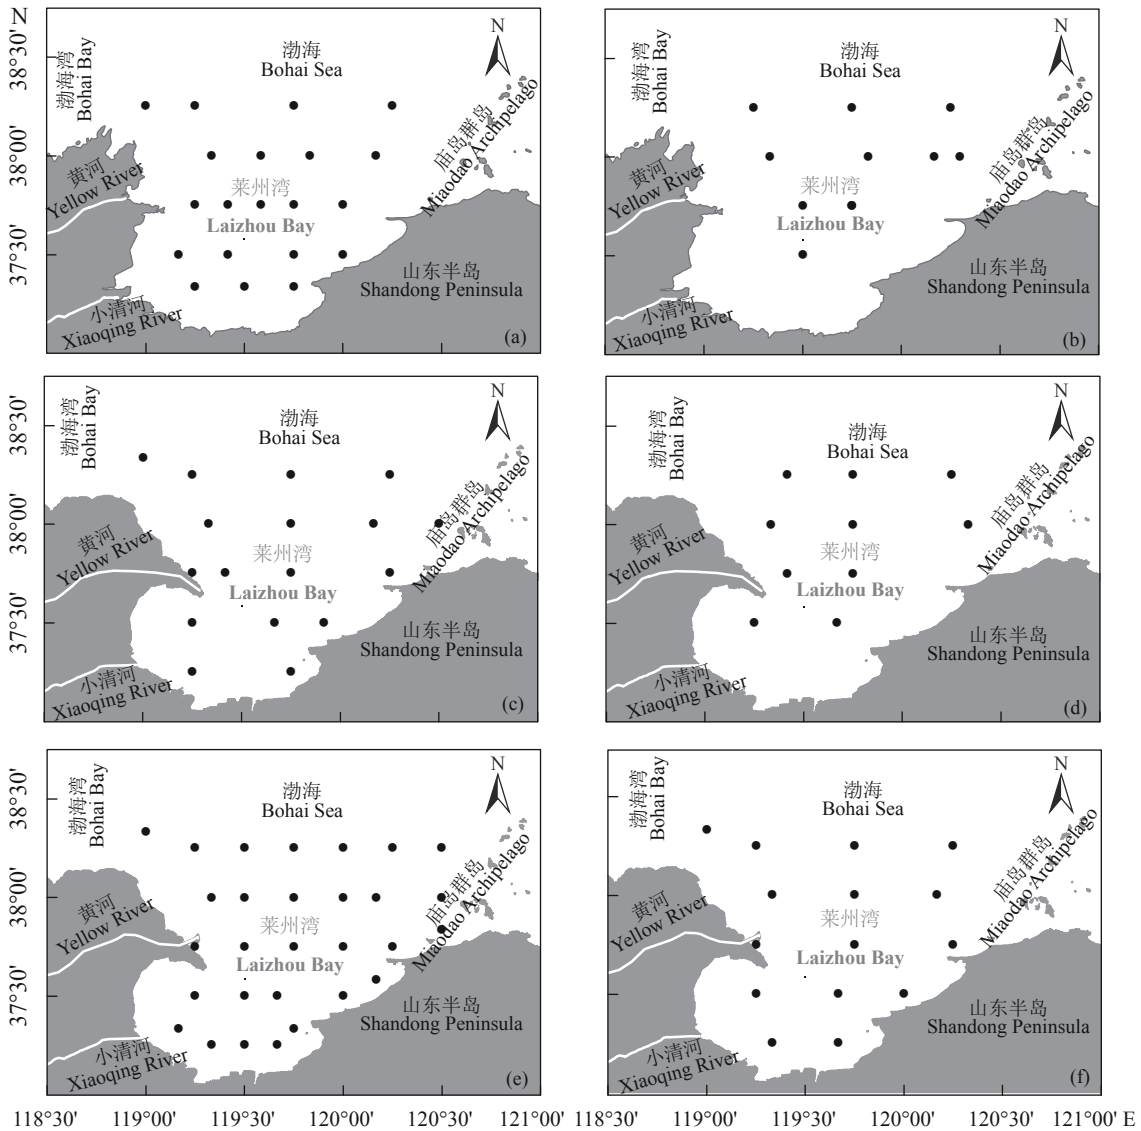 N
38°30'
38°00'
37°30'
渤海湾
Bohai Bay
渤海
Bohai Sea
N
庙岛群岛
Miaodao Archipelago
黄河
Yellow River
莱州湾
Laizhou Bay
山东半岛
Shandong Peninsula
小清河
Xiaoqing River
(a)
渤海湾
Bohai Bay
渤海
Bohai Sea
N
庙岛群岛
Miaodao Archipelago
黄河
Yellow River
莱州湾
Laizhou Bay
山东半岛
Shandong Peninsula
小清河
Xiaoqing River
(b)
38°30'
38°00'
37°30'
渤海湾
Bohai Bay
渤海
Bohai Sea
N
庙岛群岛
Miaodao Archipelago
黄河
Yellow River
莱州湾
Laizhou Bay
山东半岛
Shandong Peninsula
小清河
Xiaoqing River
(c)
渤海湾
Bohai Bay
渤海
Bohai Sea
N
庙岛群岛
Miaodao Archipelago
黄河
Yellow River
莱州湾
Laizhou Bay
山东半岛
Shandong Peninsula
小清河
Xiaoqing River
(d)
38°30'
38°00'
37°30'
渤海湾
Bohai Bay
渤海
Bohai Sea
N
庙岛群岛
Miaodao Archipelago
黄河
Yellow River
莱州湾
Laizhou Bay
山东半岛
Shandong Peninsula
小清河
Xiaoqing River
(e)
渤海湾
Bohai Bay
渤海
Bohai Sea
N
庙岛群岛
Miaodao Archipelago
黄河
Yellow River
莱州湾
Laizhou Bay
山东半岛
Shandong Peninsula
小清河
Xiaoqing River
(f)
118°30' 119°00' 119°30' 120°00' 120°30' 121°00' 118°30' 119°00' 119°30' 120°00' 120°30' 121°00' E